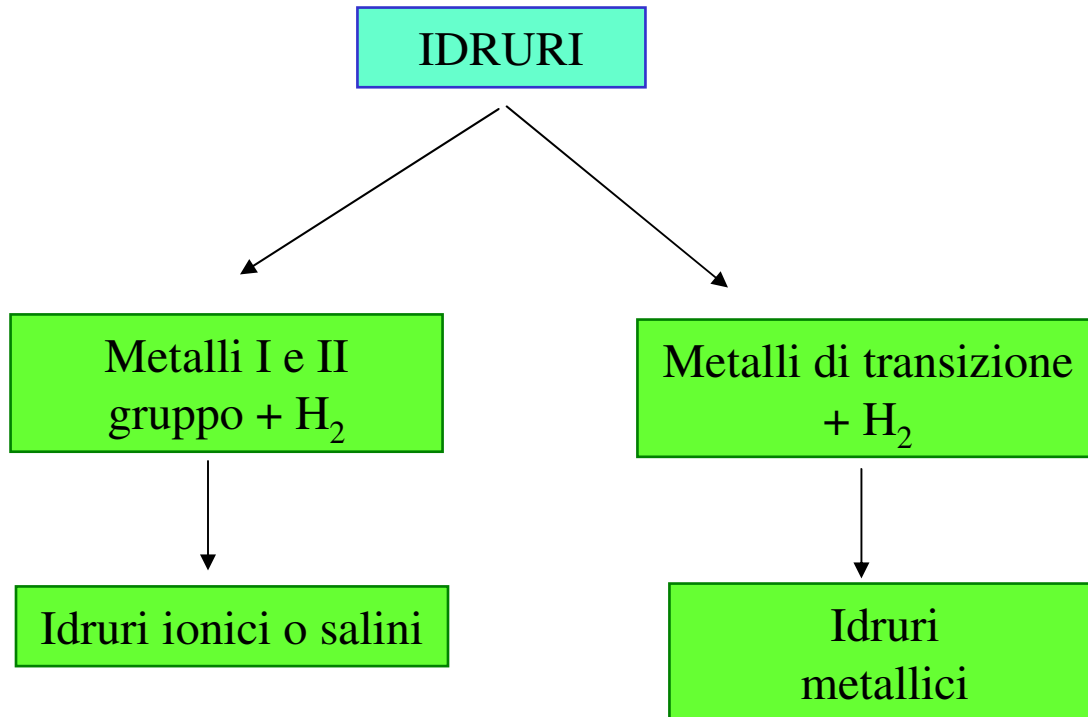 IDRURI
Metalli I e II
gruppo + H₂
Metalli di transizione
+ H₂
Idruri ionici o salini
Idruri
metallici